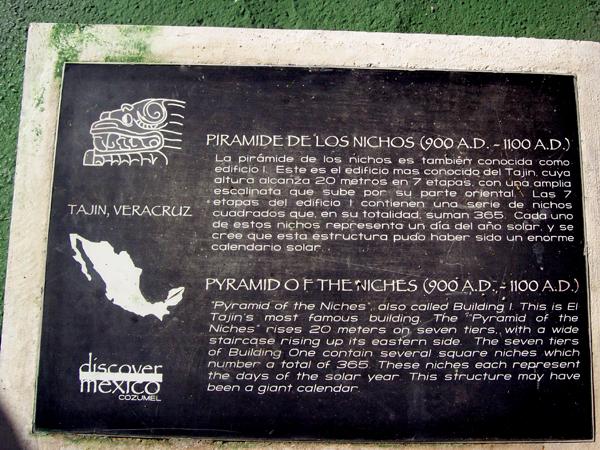 PIRAMIDE DE LOS NICHOS (900 A.D. - 1100 A.D.)
La pirámide de los nichos es también conocida como
edificio I. Este es el edificio mas conocido del Tajin, cuya
altura alcanza 20 metros en 7 etapas, con una amplia
escalinata que sube por su parte oriental. Las 7
etapas del edificio 1 contienen una serie de nichos
cuadrados que, en su totalidad, suman 365. Cada uno
de estos nichos representa un día del año solar, y se
cree que esta estructura pudo haber sido un enorme
calendario solar.
TAJIN, VERACRUZ
PYRAMID O F THE NICHES (900 A.D. - 1100 A.D.)
"Pyramid of the Niches", also called Building I. This is El
Tajin's most famous building. The "Pyramid of the
Niches" rises 20 meters on seven tiers, with a wide
staircase rising up its eastern side. The seven tiers
of Building One contain several square niches which
number a total of 365. These niches each represent
the days of the solar year. This structure may have
been a giant calendar.
discover
mexico
COZUMEL